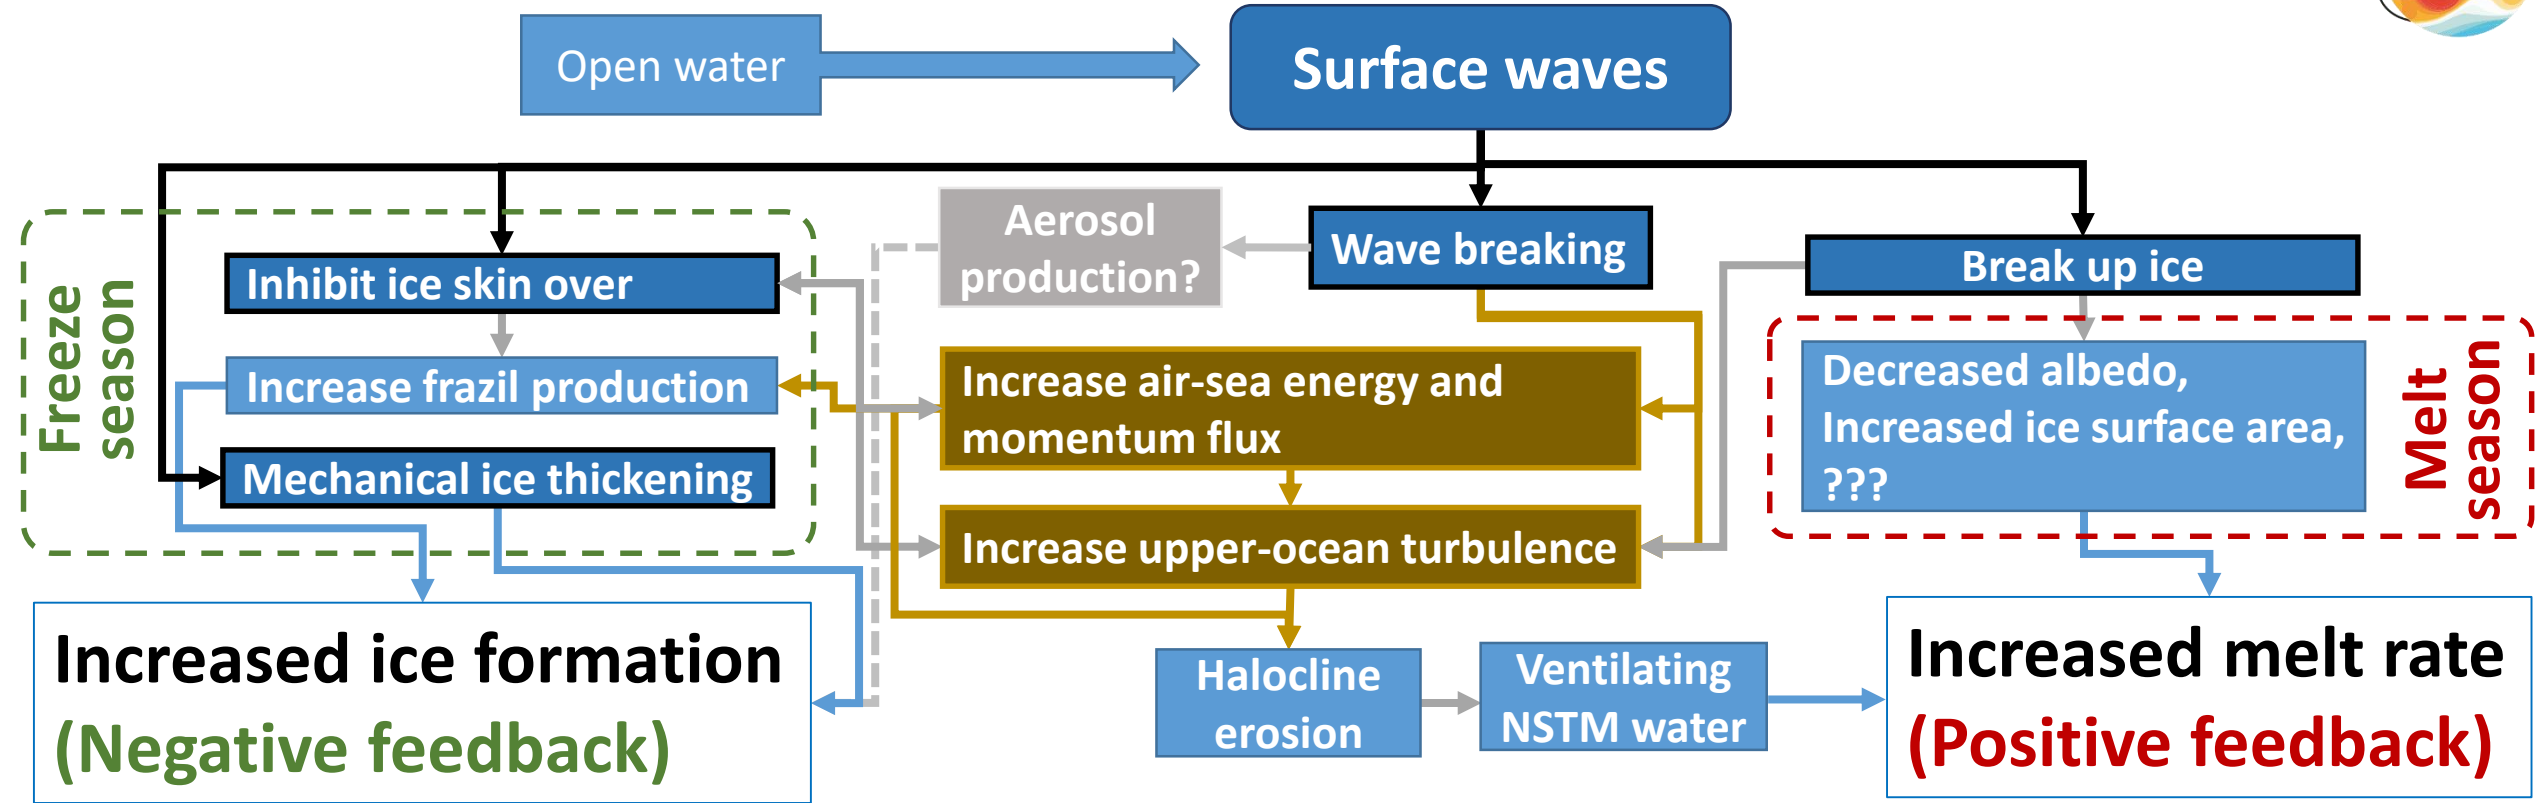 Open water
Surface waves
Aerosol
production?
Wave breaking
Break up ice
Freeze
season
Inhibit ice skin over
Increase frazil production
Mechanical ice thickening
Increase air-sea energy and
momentum flux
Increase upper-ocean turbulence
Decreased albedo,
Increased ice surface area,
???
Melt
season
Increased ice formation
(Negative feedback)
Halocline
erosion
Ventilating
NSTM water
Increased melt rate
(Positive feedback)